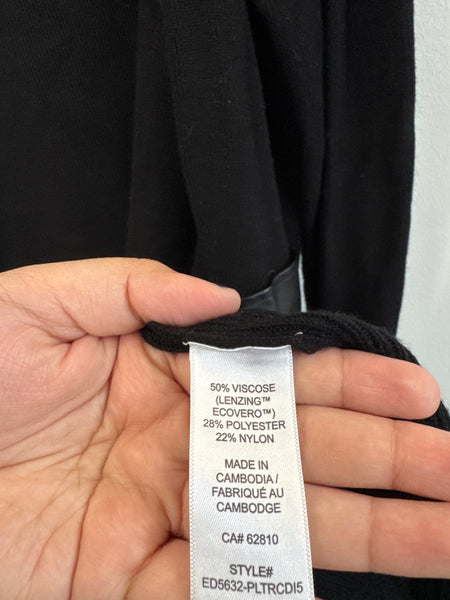 50% VISCOSE
(LENZING™
ECOVERO™)
28% POLYESTER
22% NYLON
MADE IN
CAMBODIA /
FABRIQUÉ AU
CAMBODGE
CA# 62810
STYLE#
ED5632-PLTRCDI5